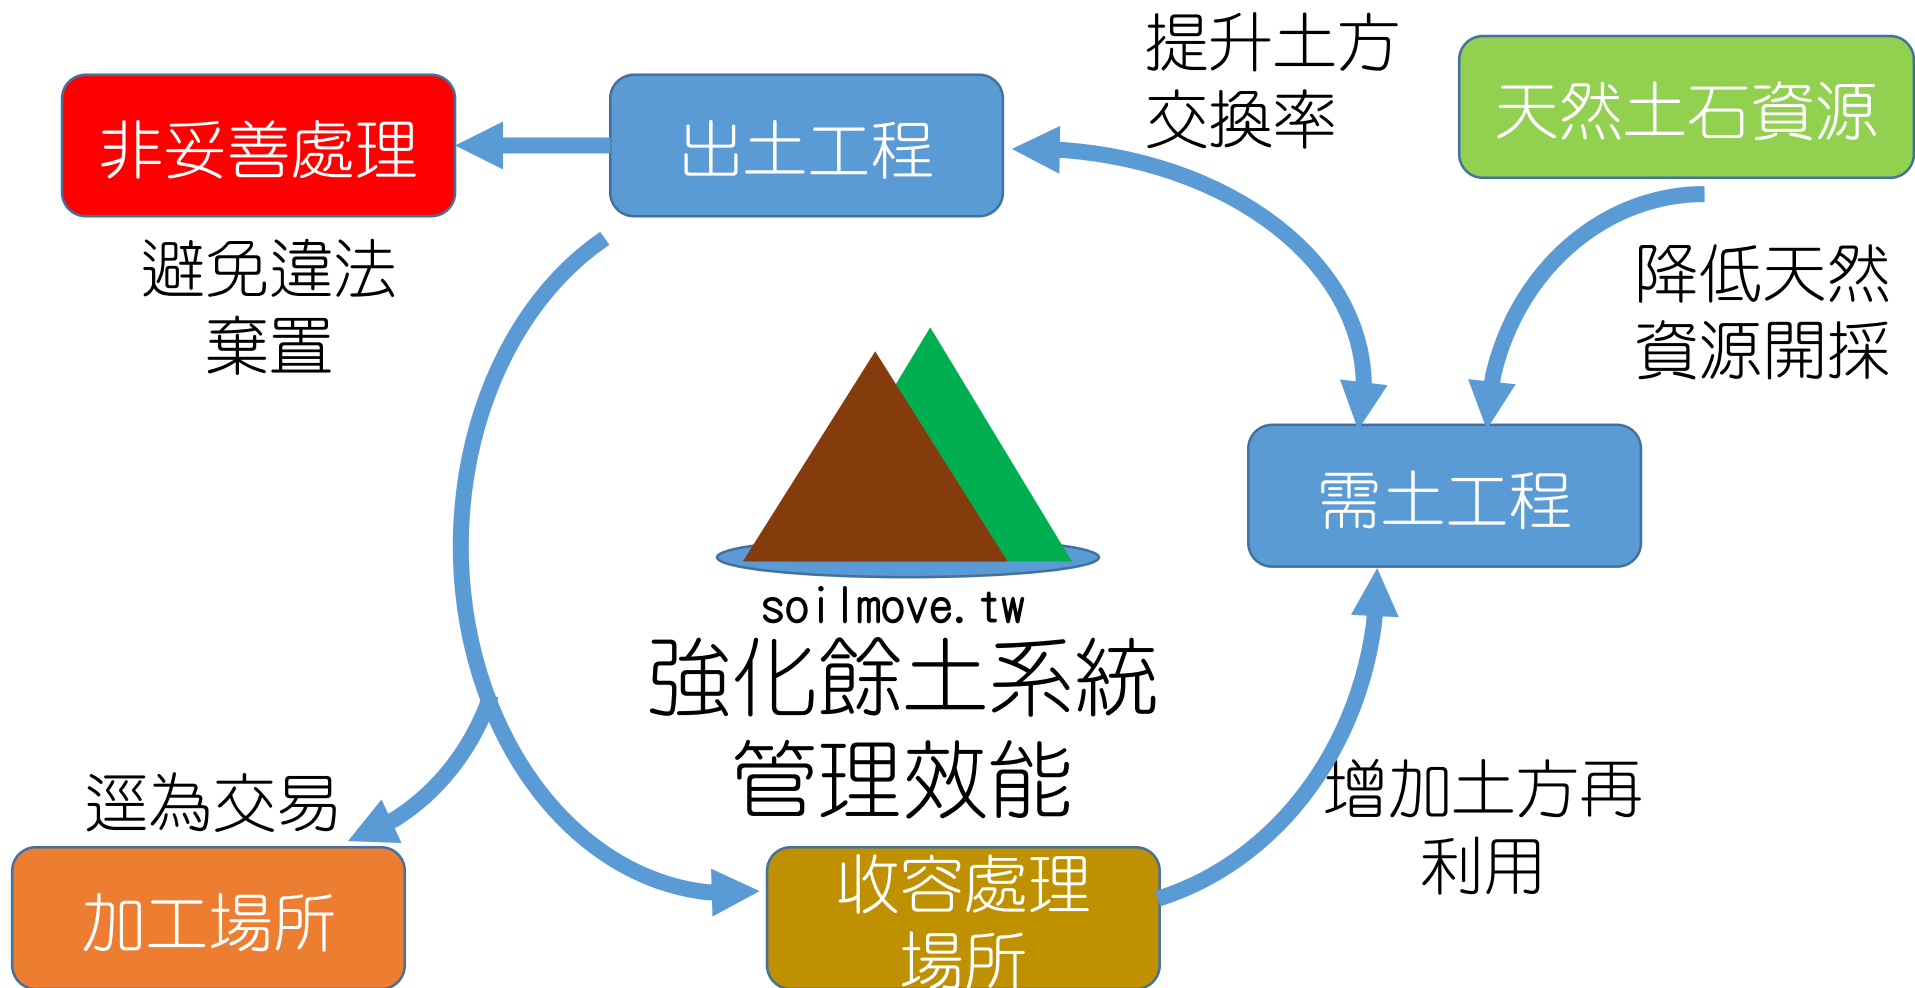 提升土方
交換率
天然土石資源
非妥善處理
出土工程
避免違法
棄置
降低天然
資源開採
需土工程
soilmove.tw
強化餘土系統
管理效能
逕為交易
增加土方再
利用
加工場所
收容處理
場所